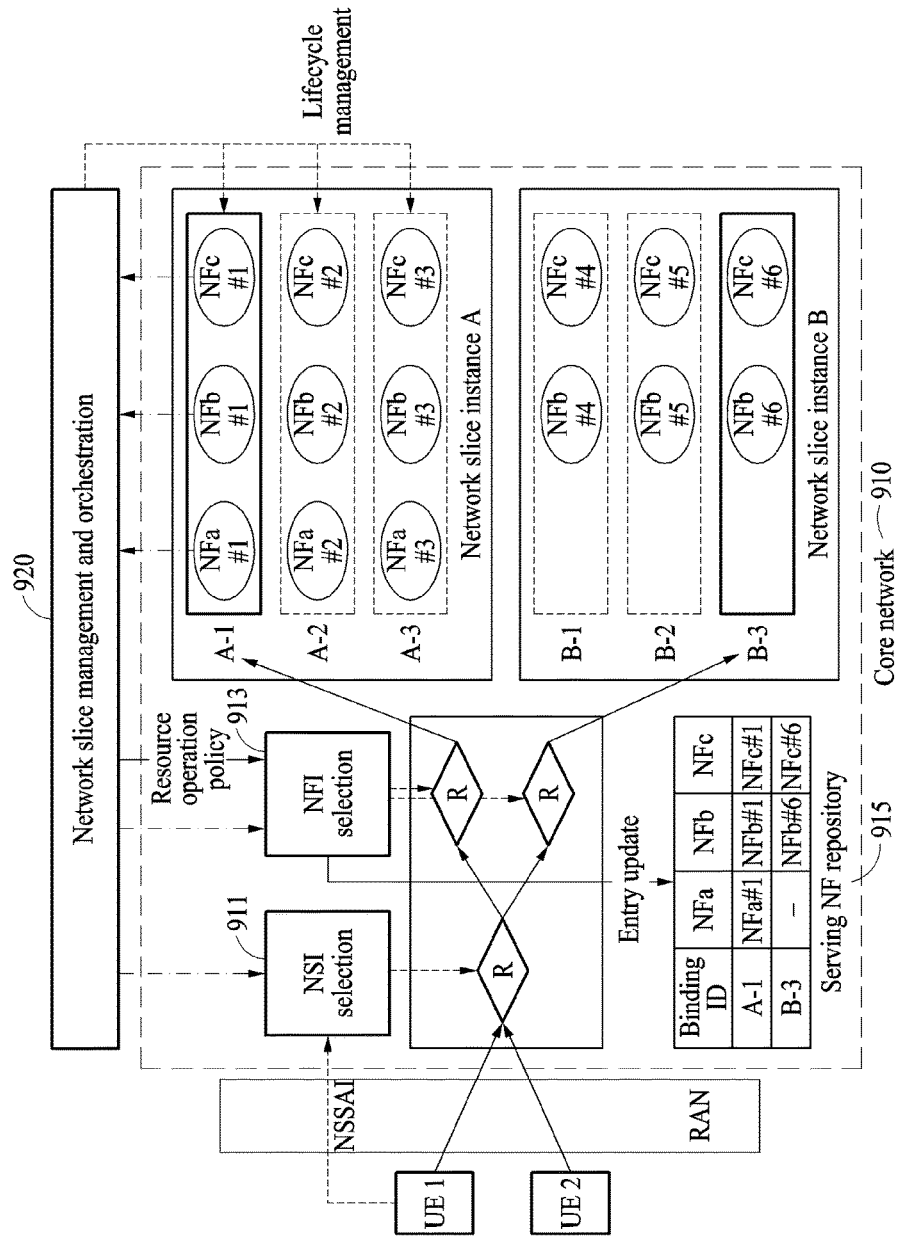 920
Network slice management and orchestration
Lifecycle
management
Resource
operation
policy
911
NSI
selection
913
NFI
selection
NSSAI
RAN
UE 1
UE 2
R
R
R
A-1
NFa
#1
NFb
#1
NFc
#1
A-2
NFa
#2
NFb
#2
NFc
#2
A-3
NFa
#3
NFb
#3
NFc
#3
Network slice instance A
B-1
NFb
#4
NFc
#4
B-2
NFb
#5
NFc
#5
B-3
NFb
#6
NFc
#6
Network slice instance B
Entry update
Binding
ID
NFa
NFb
NFc
A-1
NFa#1
NFb#1
NFc#1
B-3
–
NFb#6
NFc#6
Serving NF repository
915
Core network
910